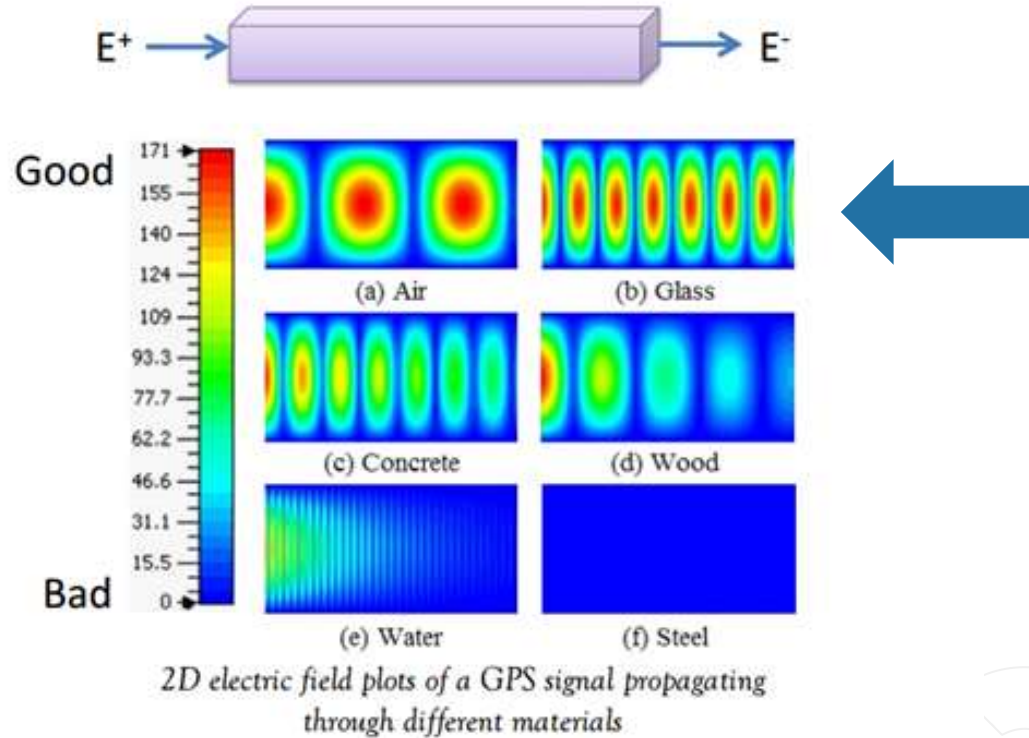 E⁺
E⁻
Good
171
155
140
124
109
93.3
77.7
62.2
46.6
31.1
15.5
0
Bad
(a) Air
(b) Glass
(c) Concrete
(d) Wood
(e) Water
(f) Steel
2D electric field plots of a GPS signal propagating
through different materials